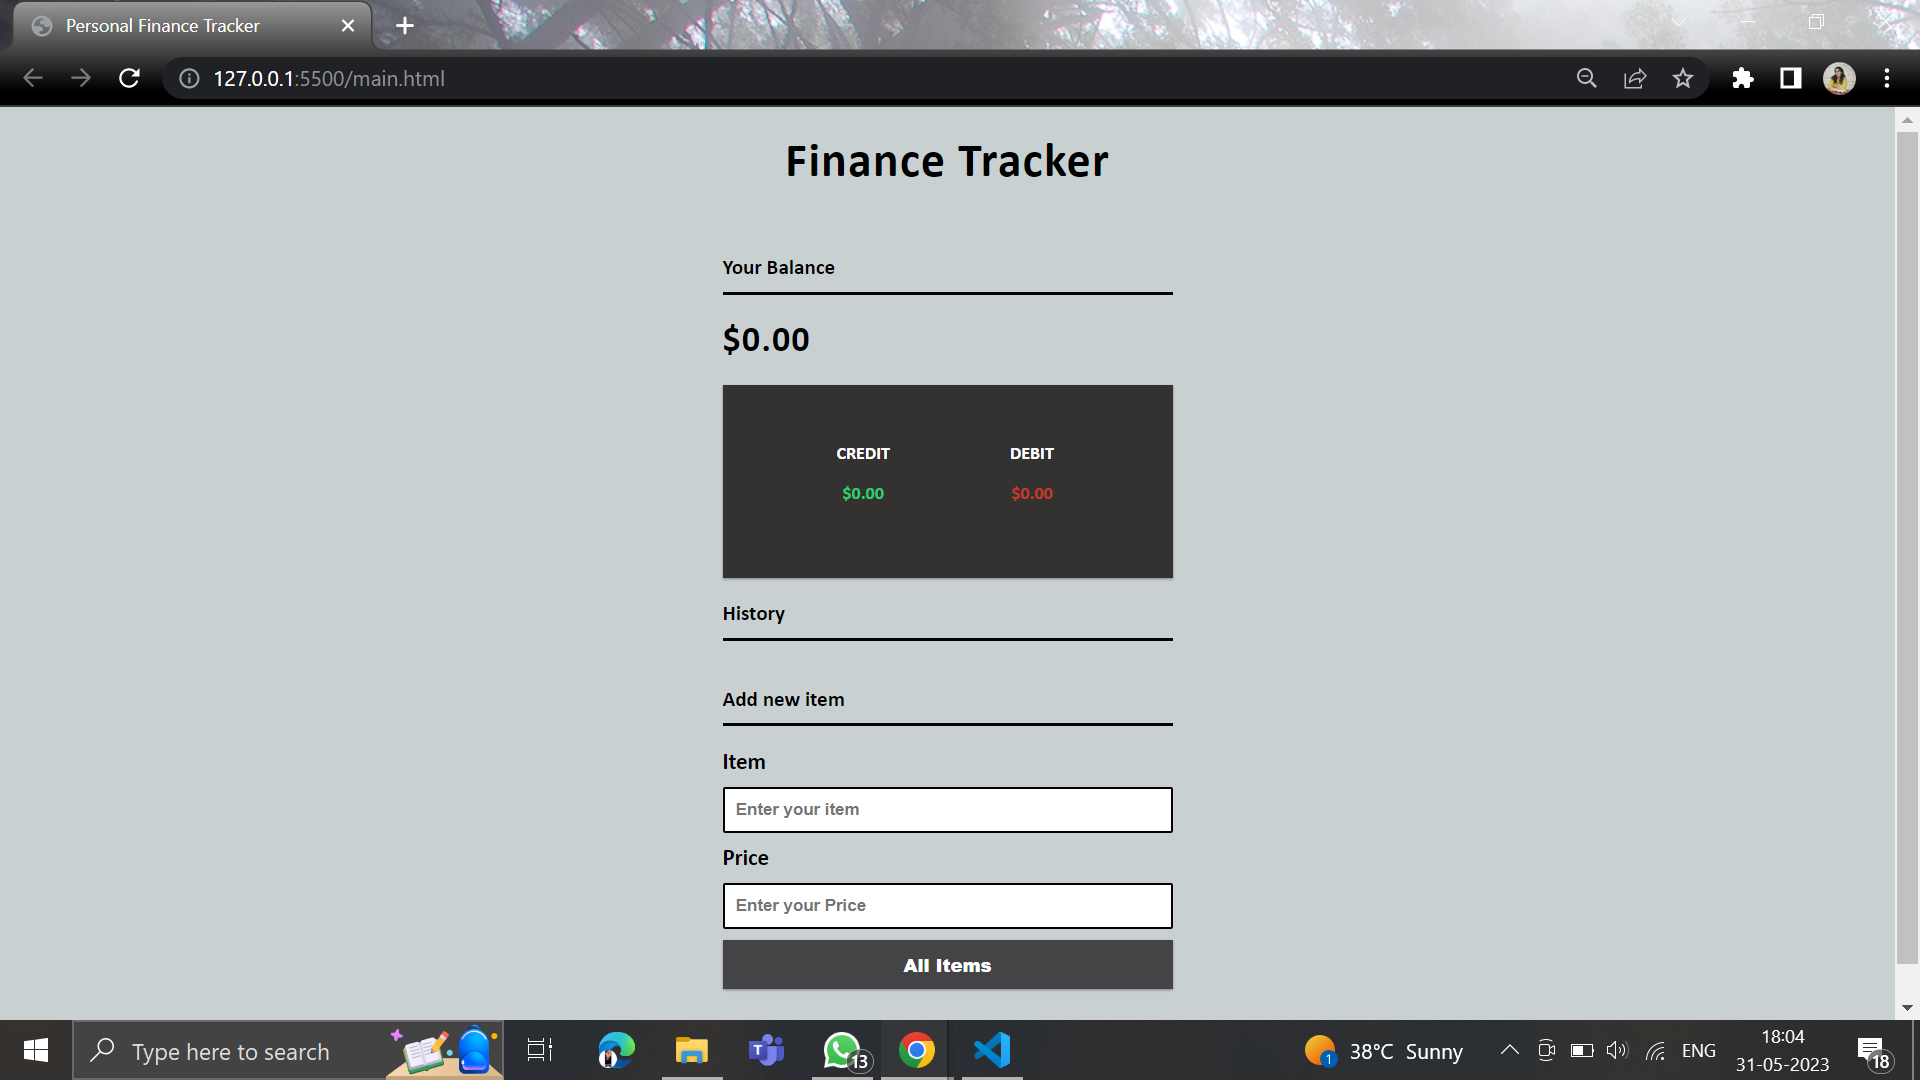 Personal Finance Tracker
127.0.0.1:5500/main.html
Finance Tracker
Your Balance
$0.00
CREDIT DEBIT
$0.00 $0.00
History
Add new item
Item
Enter your item
Price
Enter your Price
All Items
Type here to search
T
13
1
38°C Sunny
ENG
18:04
31-05-2023
18